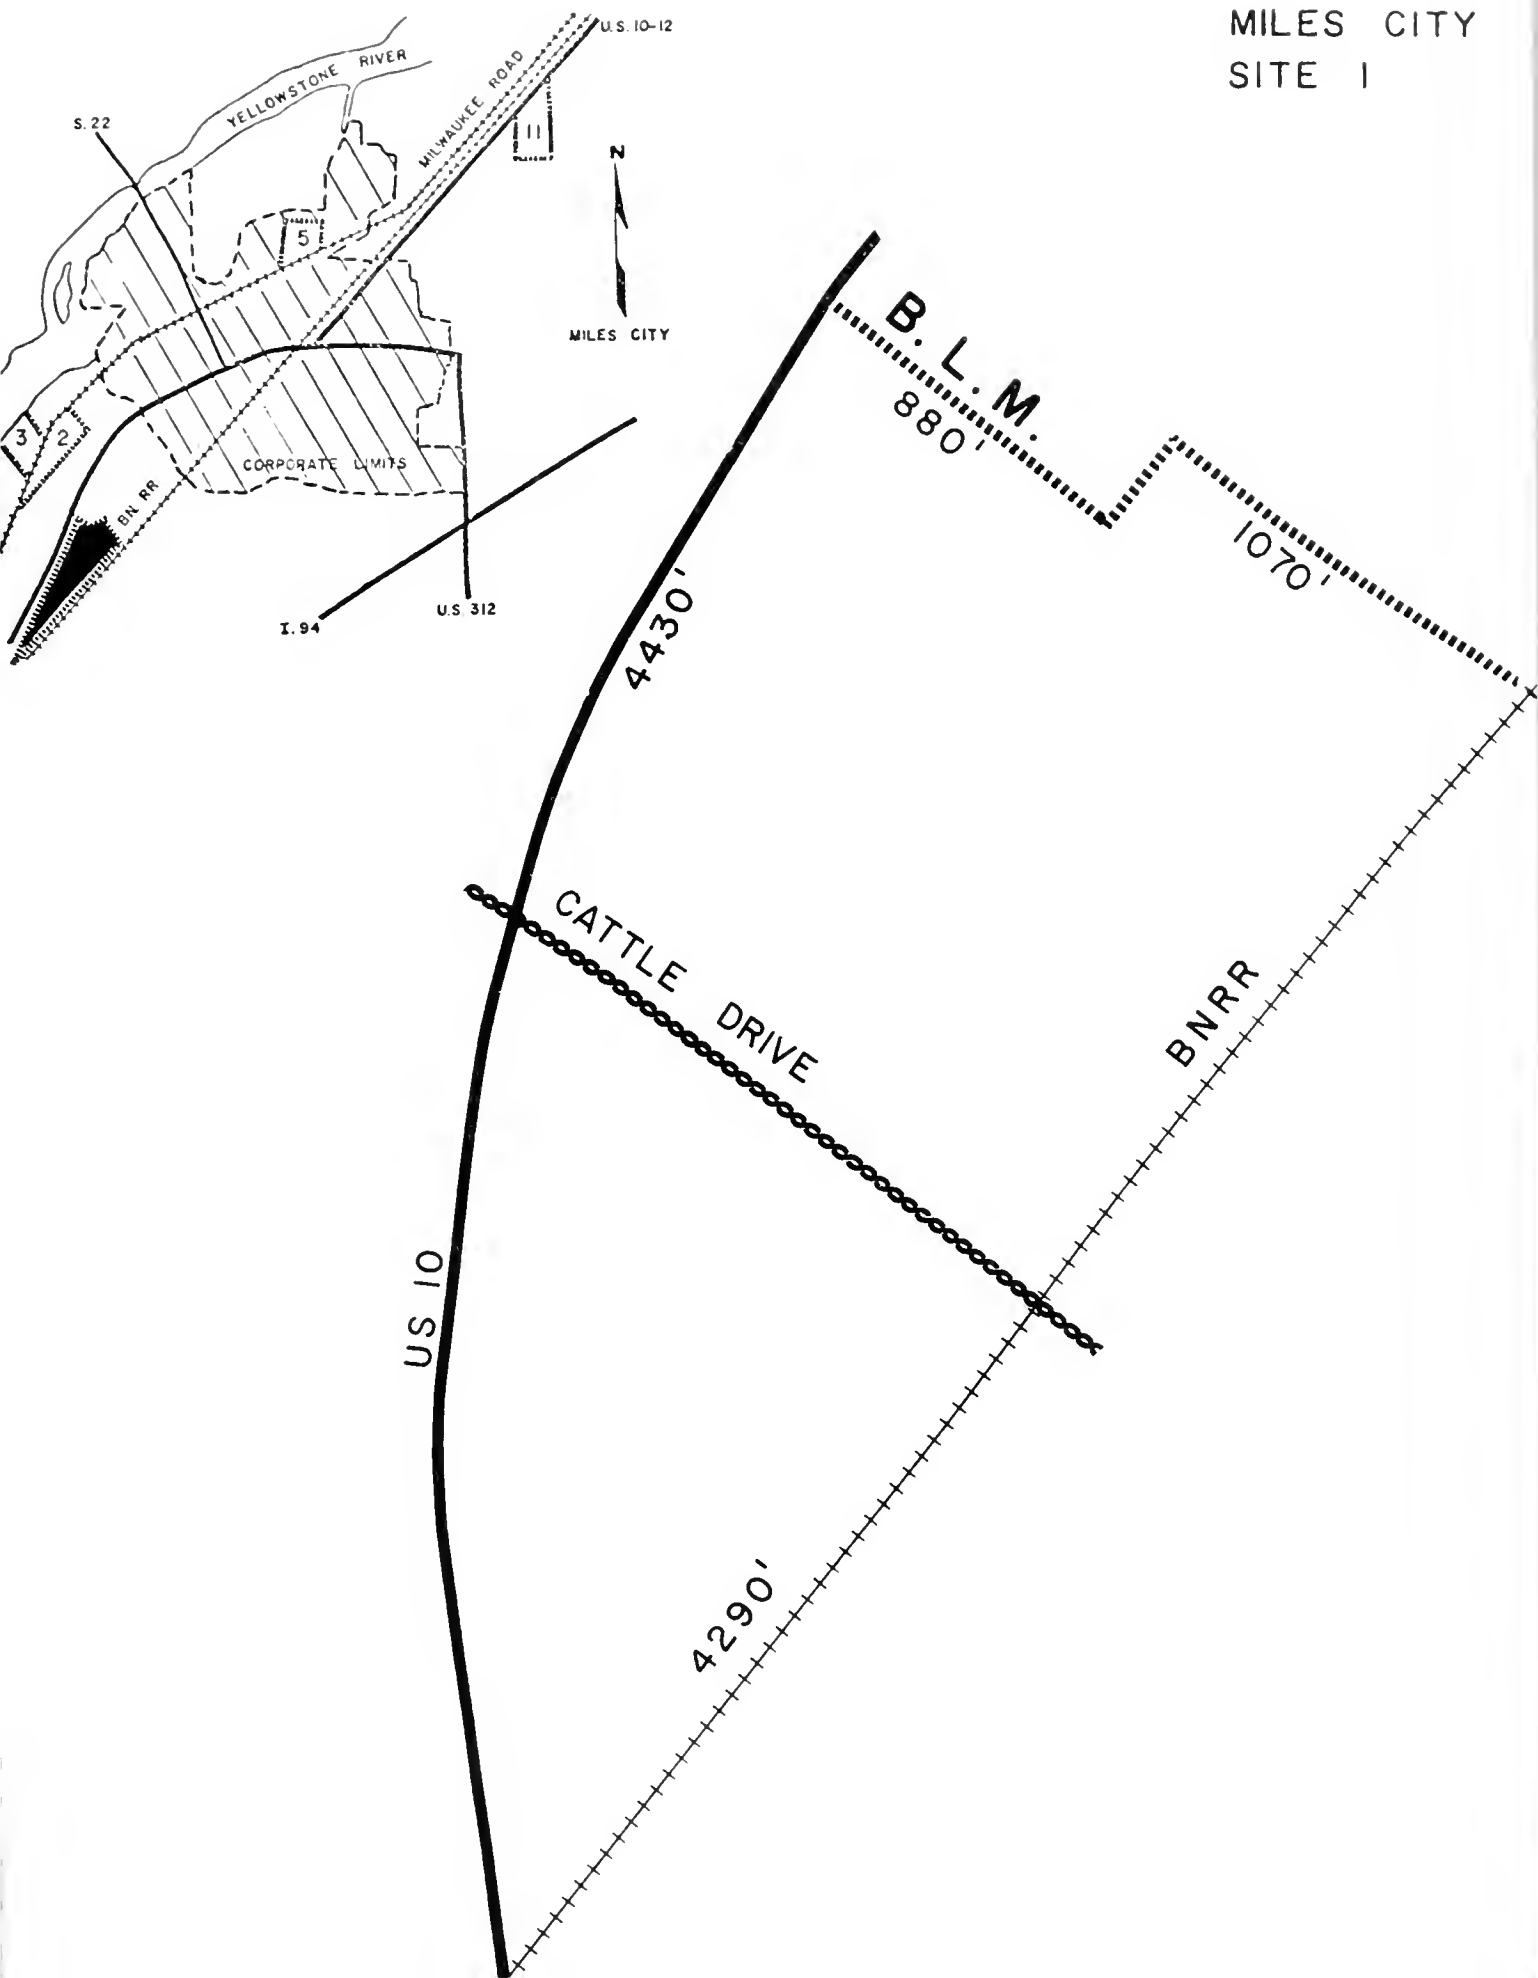 MILES CITY
SITE 1
U.S. 10-12
YELLOWSTONE RIVER
MILWAUKEE ROAD
S. 22
11
N
5
MILES CITY
3
2
CORPORATE LIMITS
BN. RR
I. 94
U.S. 312
B. L. M.
880'
1070'
4430'
CATTLE DRIVE
BNRR
US 10
4290'